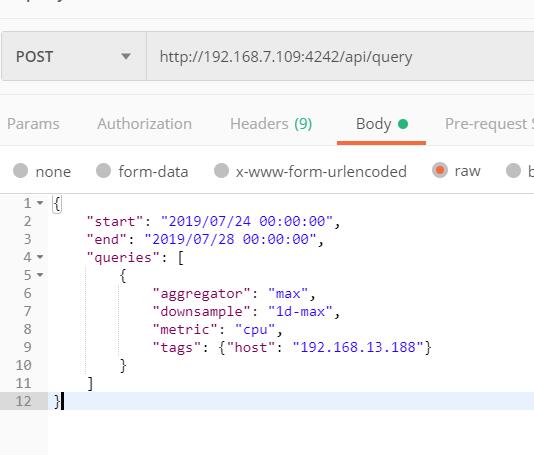 POST http://192.168.7.109:4242/api/query
Params Authorization Headers (9) Body Pre-request
none form-data x-www-form-urlencoded raw
1 {
2 "start": "2019/07/24 00:00:00",
3 "end": "2019/07/28 00:00:00",
4 "queries": [
5 {
6 "aggregator": "max",
7 "downsample": "1d-max",
8 "metric": "cpu",
9 "tags": {"host": "192.168.13.188"}
10 }
11 ]
12 }